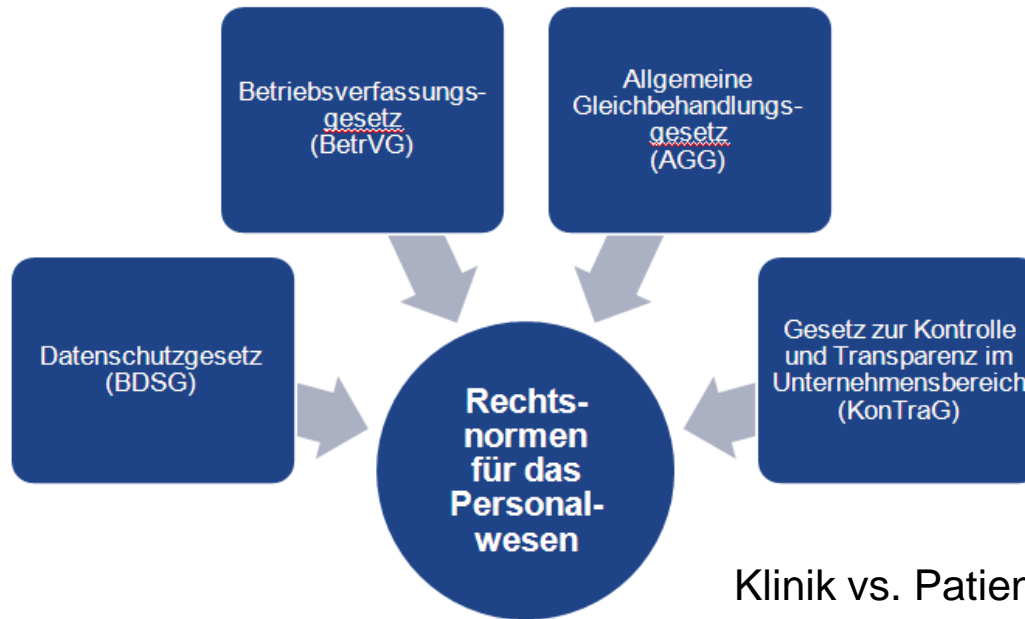 Betriebsverfassungs-
gesetz
(BetrVG)
Allgemeine
Gleichbehandlungs-
gesetz
(AGG)
Datenschutzgesetz
(BDSG)
Gesetz zur Kontrolle
und Transparenz im
Unternehmensbereich
(KonTraG)
Rechts-
normen
für das
Personal-
wesen
Klinik vs.